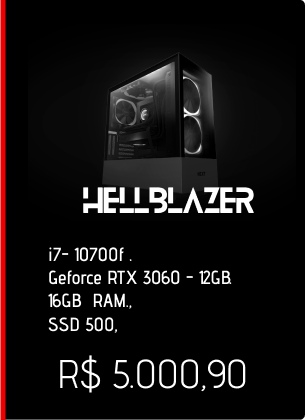 HELLBLAZER
i7- 10700f .
Geforce RTX 3060 - 12GB.
16GB RAM.,
SSD 500,
R$ 5.000,90